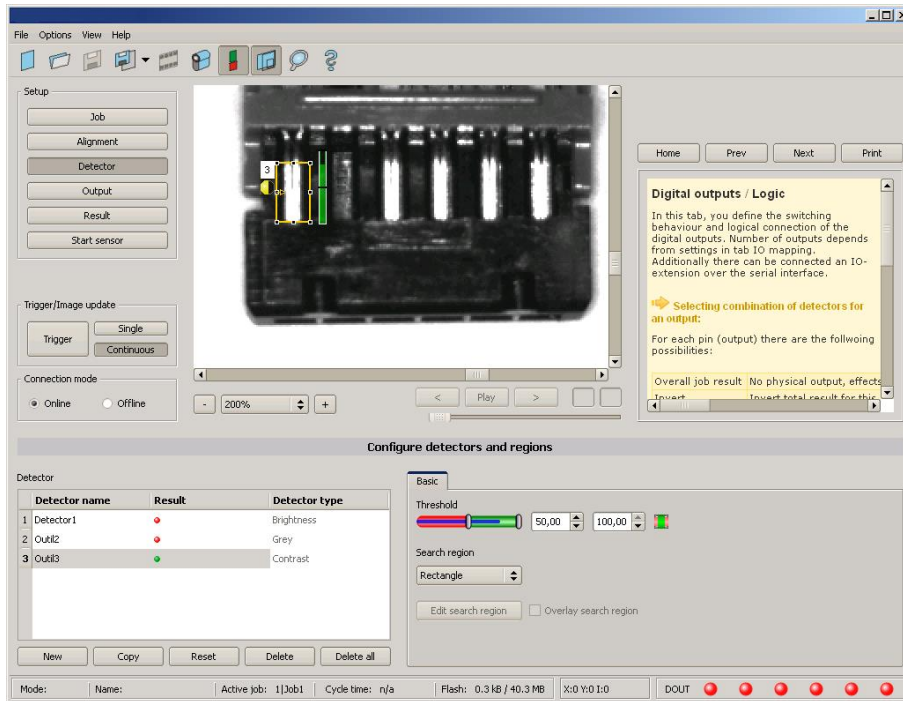 File Options View Help
Setup
Job
Alignment
Detector
Output
Result
Start sensor
Trigger/Image update
Trigger
Single
Continuous
Connection mode
Online Offline
3
- 200% +
< Play >
Home Prev Next Print
Digital outputs / Logic
In this tab, you define the switching
behaviour and logical connection of the
digital outputs. Number of outputs depends
from settings in tab IO mapping.
Additionally there can be connected an IO-
extension over the serial interface.
Selecting combination of detectors for
an output:
For each pin (output) there are the follwoing
possibilities:
Overall job result No physical output, effects
Invert Invert total result for this
Configure detectors and regions
Detector
Detector name Result Detector type
1 Detector1 Brightness
2 Outil2 Grey
3 Outil3 Contrast
New Copy Reset Delete Delete all
Basic
Threshold
50,00 100,00
Search region
Rectangle
Edit search region Overlay search region
Mode: Name: Active job: 1|Job1 Cycle time: n/a Flash: 0.3 kB / 40.3 MB X:0 Y:0 I:0 DOUT